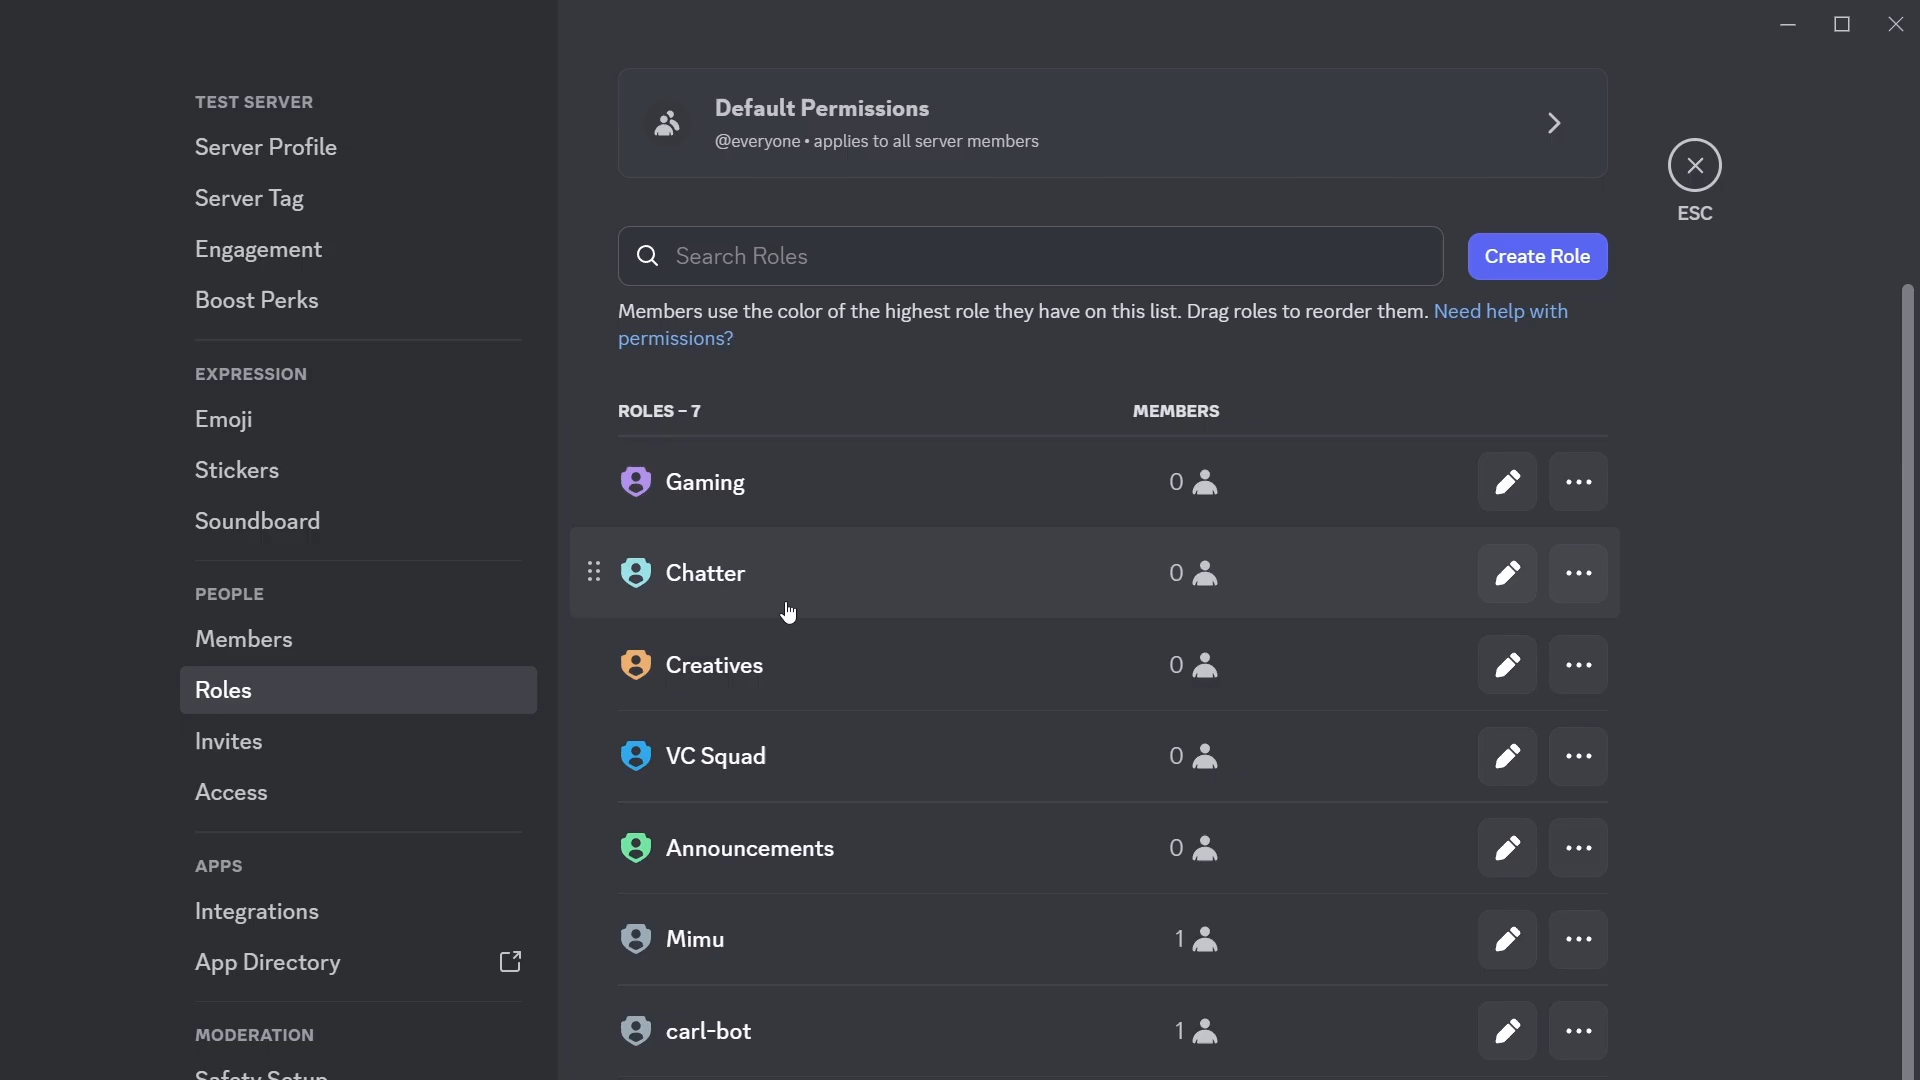 TEST SERVER
Server Profile
Server Tag
Engagement
Boost Perks
EXPRESSION
Emoji
Stickers
Soundboard
PEOPLE
Members
Roles
Invites
Access
APPS
Integrations
App Directory
MODERATION
Safety Setup
Default Permissions
@everyone • applies to all server members
ESC
Search Roles
Create Role
Members use the color of the highest role they have on this list. Drag roles to reorder them. Need help with
permissions?
ROLES – 7 MEMBERS
Gaming 0
Chatter 0
Creatives 0
VC Squad 0
Announcements 0
Mimu 1
carl-bot 1